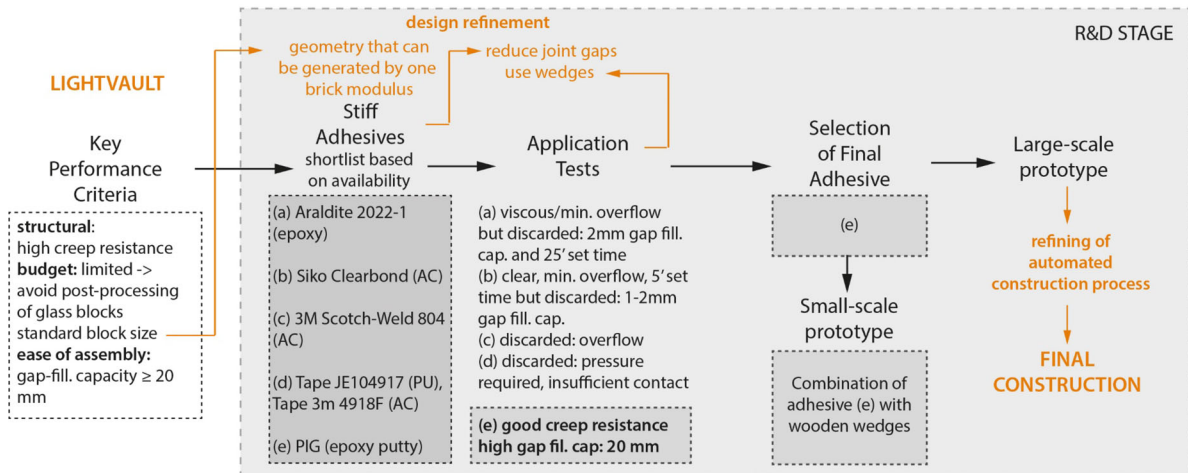 design refinement
R&D STAGE
LIGHTVAULT
geometry that can
be generated by one
brick modulus
reduce joint gaps
use wedges
Key
Performance
Criteria
structural:
high creep resistance
budget: limited ->
avoid post-processing
of glass blocks
standard block size
ease of assembly:
gap-fill. capacity ≥ 20
mm
Stiff
Adhesives
shortlist based
on availability
(a) Araldite 2022-1
(epoxy)
(b) Siko Clearbond (AC)
(c) 3M Scotch-Weld 804
(AC)
(d) Tape JE104917 (PU),
Tape 3m 4918F (AC)
(e) PIG (epoxy putty)
Application
Tests
(a) viscous/min. overflow
but discarded: 2mm gap fill.
cap. and 25' set time
(b) clear, min. overflow, 5' set
time but discarded: 1-2mm
gap fill. cap.
(c) discarded: overflow
(d) discarded: pressure
required, insufficient contact
(e) good creep resistance
high gap fil. cap: 20 mm
Selection
of Final
Adhesive
(e)
Small-scale
prototype
Combination of
adhesive (e) with
wooden wedges
Large-scale
prototype
refining of
automated
construction process
FINAL
CONSTRUCTION